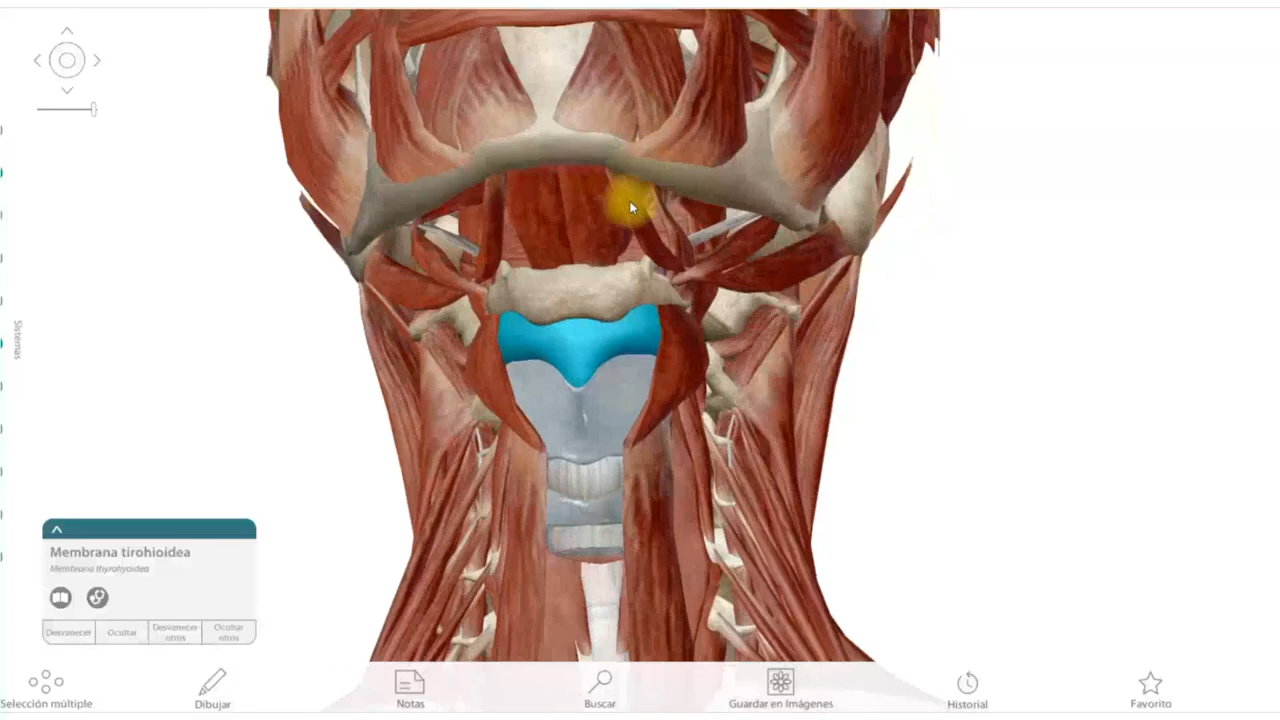 Sistemas
Membrana tirohioidea
Membrana thyrohyoidea
Desvanecer
Ocultar
Desvanecer
otros
Ocultar
otros
Selección múltiple
Dibujar
Notas
Buscar
Guardar en Imágenes
Historial
Favorito